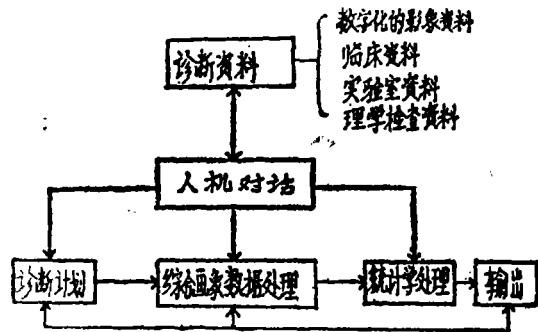 数字化的影象资料
诊断资料
临床资料
实验室资料
理学检查资料
人机对话
诊断计划
综合画象数据处理
统计学处理
输出